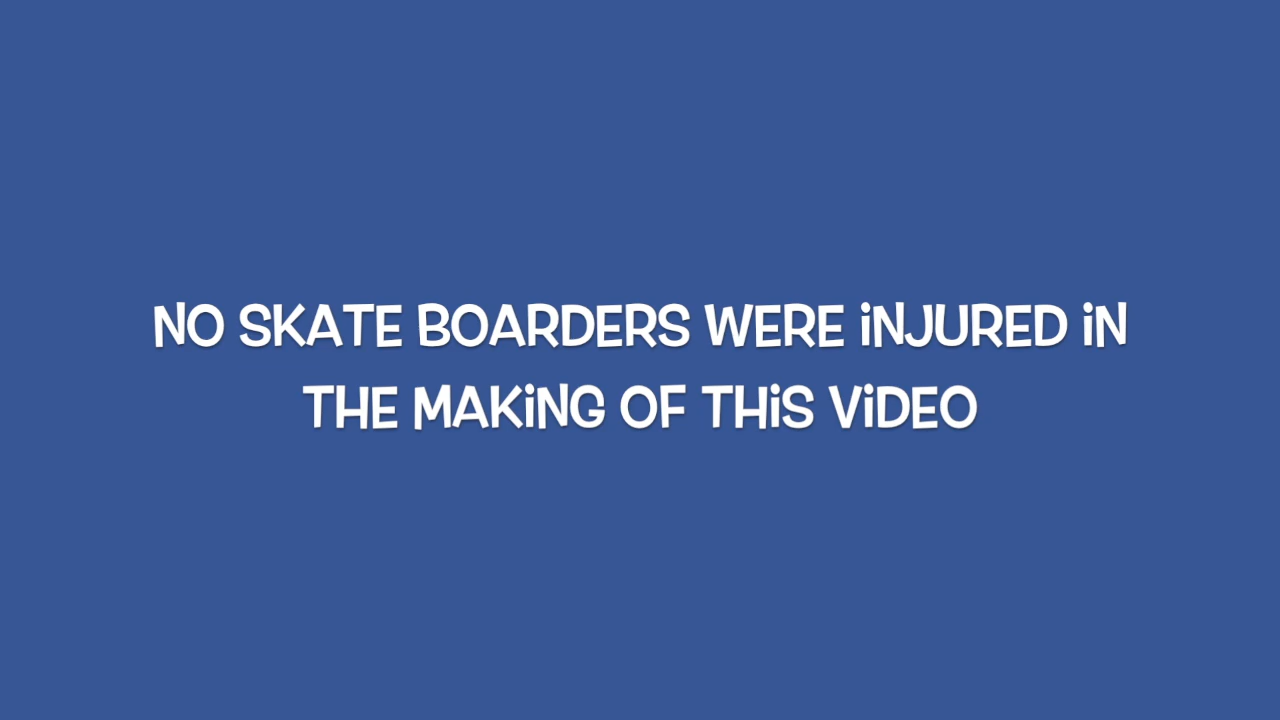 NO SKATE BOARDERS WERE iNJURED iN
THE MAKiNG OF THiS ViDEO